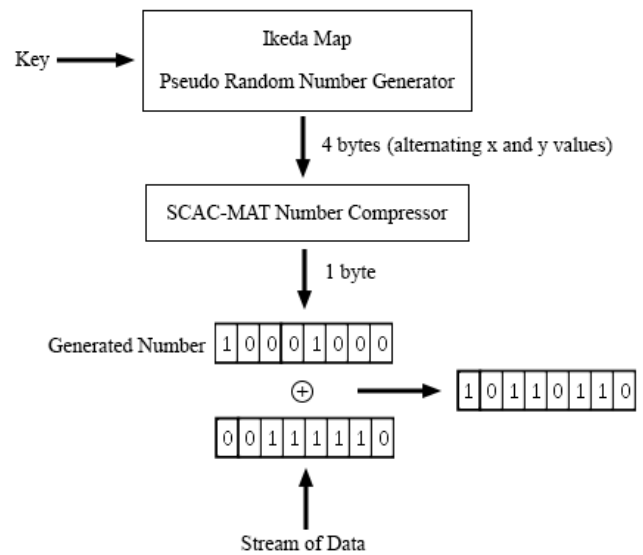 Ikeda Map
Key
Pseudo Random Number Generator
4 bytes (alternating x and y values)
SCAC-MAT Number Compressor
1 byte
Generated Number
1 0 0 0 1 0 0 0
⊕
1 0 1 1 0 1 1 0
0 0 1 1 1 1 1 0
Stream of Data